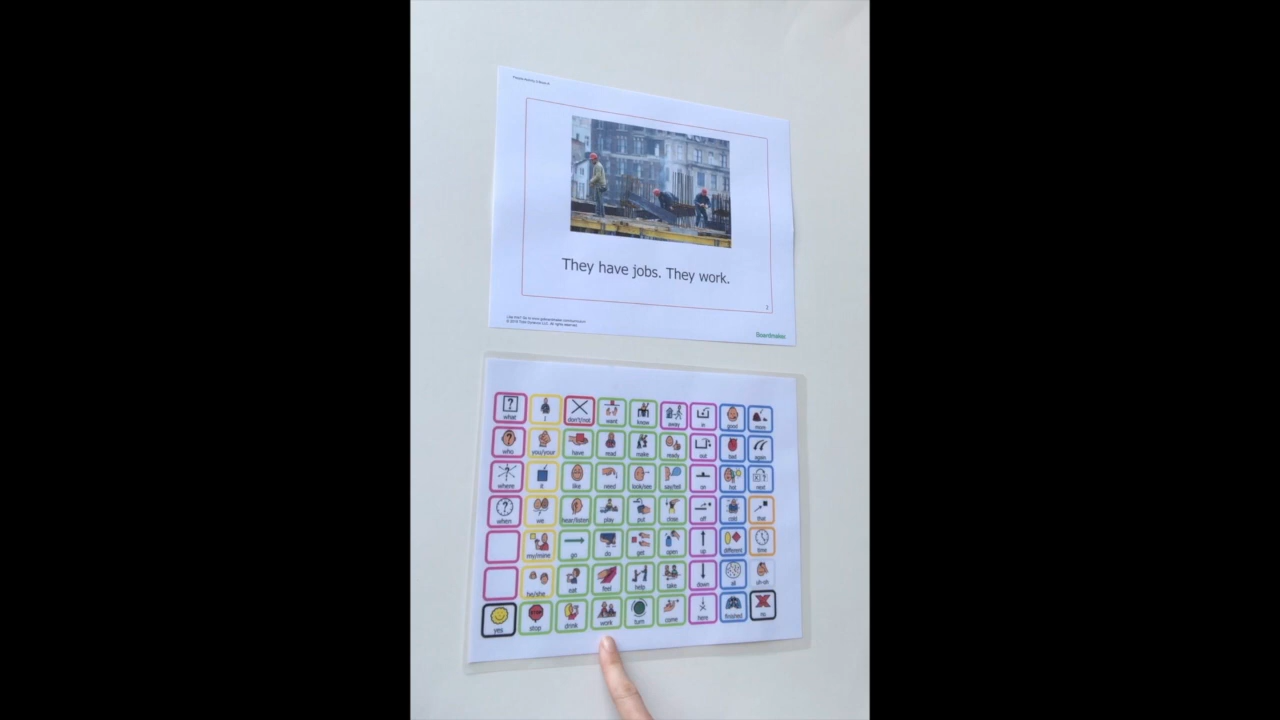 They have jobs. They work.
Boardmaker
what I don't/not want know away in good more
who you/your have read make ready out bad again
where it like need look/see say/tell on hot next
when we hear/listen play put close off cold that
my/mine go do get open up different time
he/she eat feel help take down all uh-oh
yes stop drink work turn come here finished no